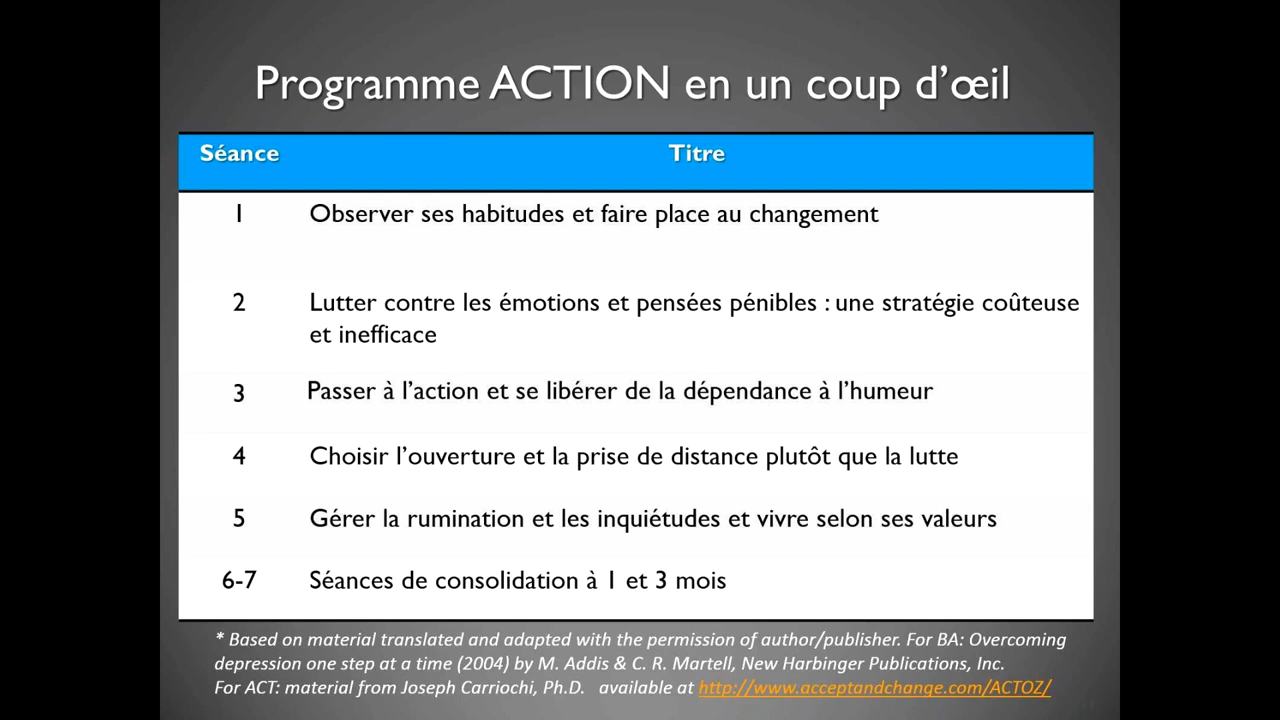 Programme ACTION en un coup d’œil
Séance Titre
1 Observer ses habitudes et faire place au changement
2 Lutter contre les émotions et pensées pénibles : une stratégie coûteuse
et inefficace
3 Passer à l’action et se libérer de la dépendance à l’humeur
4 Choisir l’ouverture et la prise de distance plutôt que la lutte
5 Gérer la rumination et les inquiétudes et vivre selon ses valeurs
6-7 Séances de consolidation à 1 et 3 mois
* Based on material translated and adapted with the permission of author/publisher. For BA: Overcoming
depression one step at a time (2004) by M. Addis & C. R. Martell, New Harbinger Publications, Inc.
For ACT: material from Joseph Carriochi, Ph.D. available at http://www.acceptandchange.com/ACTOZ/